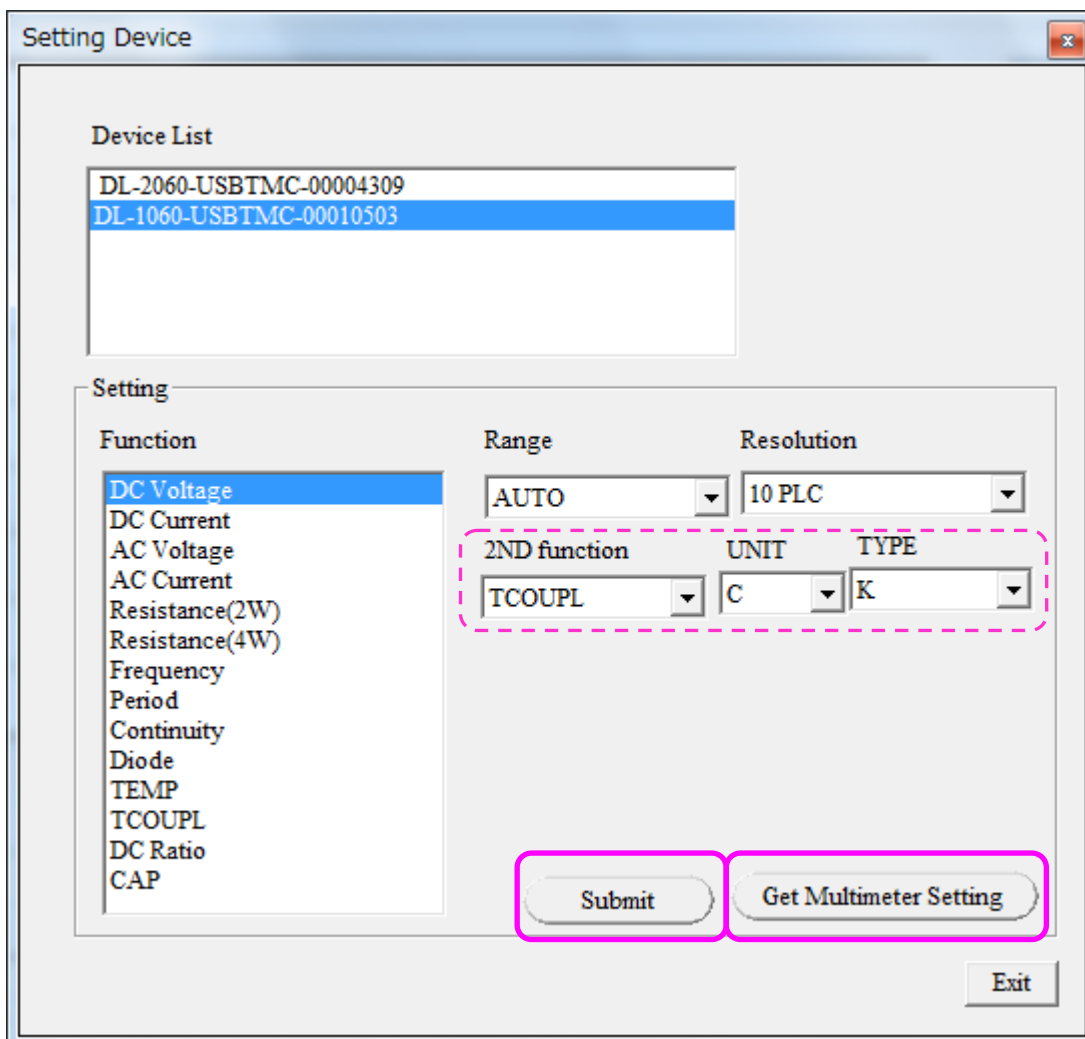 Setting Device
x
Device List
DL-2060-USBTMC-00004309
DL-1060-USBTMC-00010503
Setting
Function
Range
Resolution
DC Voltage
DC Current
AC Voltage
AC Current
Resistance(2W)
Resistance(4W)
Frequency
Period
Continuity
Diode
TEMP
TCOUPL
DC Ratio
CAP
AUTO
10 PLC
2ND function
UNIT
TYPE
TCOUPL
C
K
Submit
Get Multimeter Setting
Exit